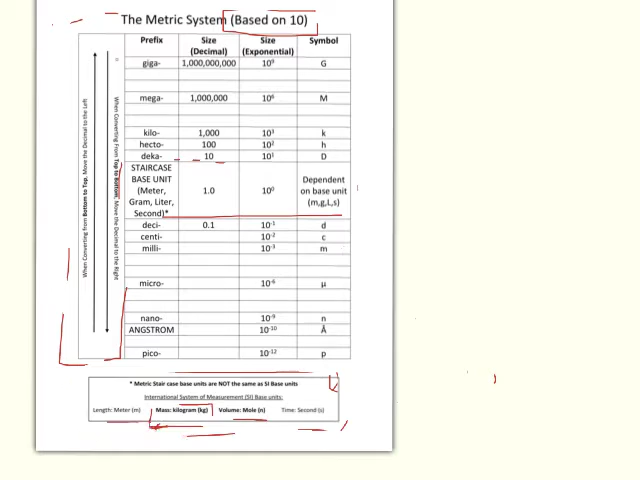 The Metric System (Based on 10)
Prefix Size (Decimal) Size (Exponential) Symbol
giga- 1,000,000,000 10⁹ G
mega- 1,000,000 10⁶ M
kilo- 1,000 10³ k
hecto- 100 10² h
deka- 10 10¹ D
STAIRCASE
BASE UNIT Dependent
(Meter, 1.0 10⁰ on base unit
Gram, Liter, (m,g,L,s)
Second)*
deci- 0.1 10⁻¹ d
centi- 10⁻² c
milli- 10⁻³ m
micro- 10⁻⁶ µ
nano- 10⁻⁹ n
ANGSTROM 10⁻¹⁰ Å
pico- 10⁻¹² p
When Converting from Bottom to Top, Move the Decimal to the Left
When Converting From Top to Bottom, Move the Decimal to the Right
* Metric Stair case base units are NOT the same as SI Base units
International System of Measurement (SI) Base units:
Length: Meter (m) Mass: kilogram (kg) Volume: Mole (n) Time: Second (s)